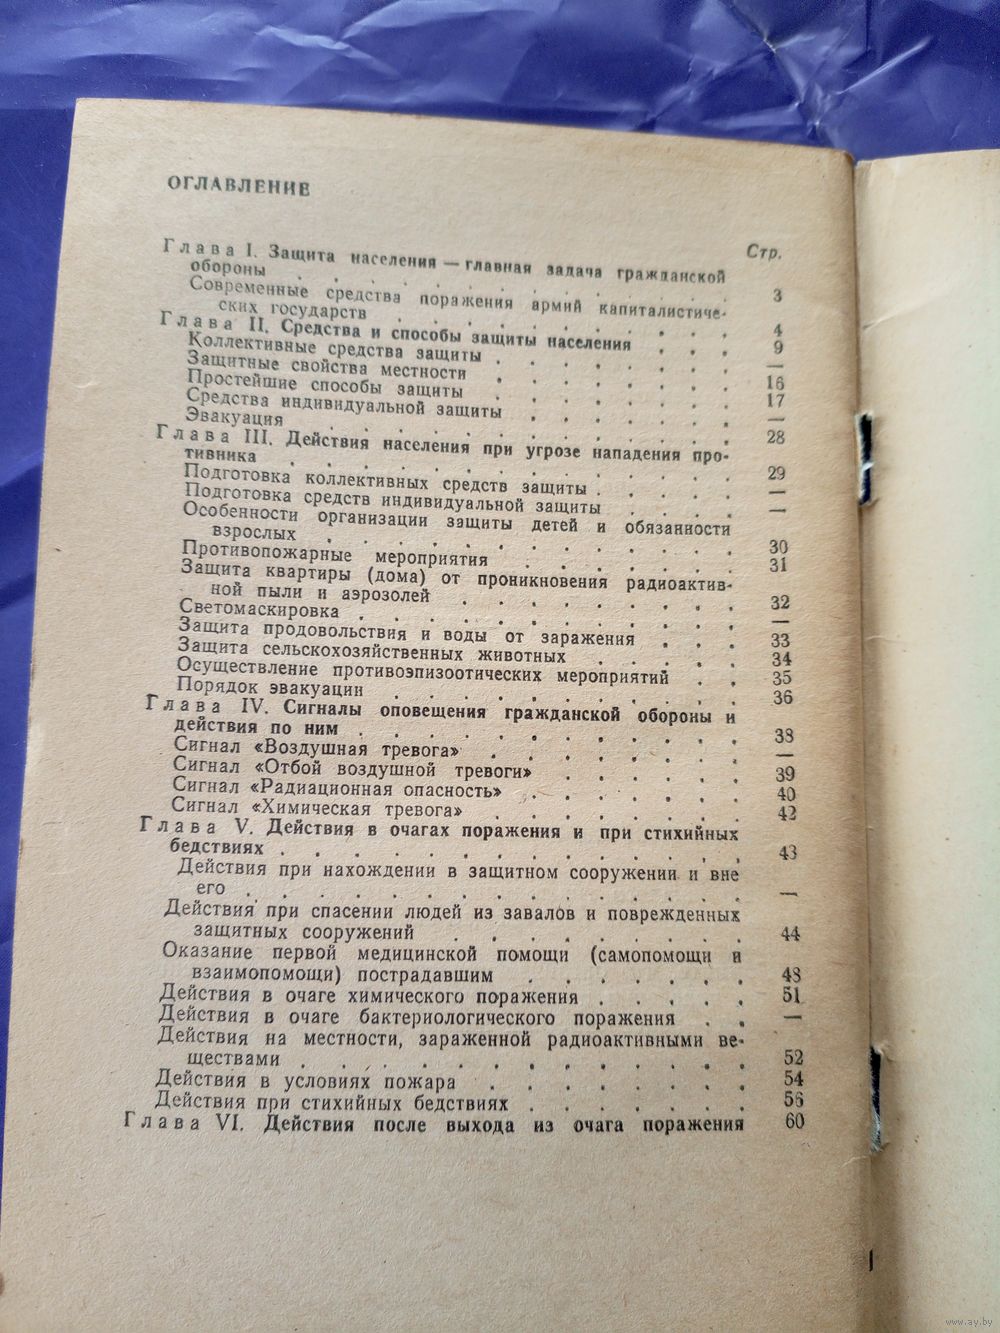 ОГЛАВЛЕНИЕ
Стр.
Глава I. Защита населения — главная задача гражданской
обороны . . . . . . . . . . . 3
Современные средства поражения армий капиталистиче-
ских государств . . . . . . . . . 4
Глава II. Средства и способы защиты населения . . . 9
Коллективные средства защиты . . . . . . . —
Защитные свойства местности . . . . . . . 16
Простейшие способы защиты . . . . . . . 17
Средства индивидуальной защиты . . . . . . —
Эвакуация . . . . . . . . . . . 28
Глава III. Действия населения при угрозе нападения про-
тивника . . . . . . . . . . . 29
Подготовка коллективных средств защиты . . . . . —
Подготовка средств индивидуальной защиты . . . . —
Особенности организации защиты детей и обязанности
взрослых . . . . . . . . . . . 30
Противопожарные мероприятия . . . . . . . 31
Защита квартиры (дома) от проникновения радиоактив-
ной пыли и аэрозолей . . . . . . . . 32
Светомаскировка . . . . . . . . . . —
Защита продовольствия и воды от заражения . . . 33
Защита сельскохозяйственных животных . . . . 34
Осуществление противоэпизоотических мероприятий . . 35
Порядок эвакуации . . . . . . . . . 36
Глава IV. Сигналы оповещения гражданской обороны и
действия по ним . . . . . . . . . . 38
Сигнал «Воздушная тревога» . . . . . . . —
Сигнал «Отбой воздушной тревоги» . . . . . 39
Сигнал «Радиационная опасность» . . . . . . 40
Сигнал «Химическая тревога» . . . . . . . 42
Глава V. Действия в очагах поражения и при стихийных
бедствиях . . . . . . . . . . . . 43
Действия при нахождении в защитном сооружении и вне
его . . . . . . . . . . . . . —
Действия при спасении людей из завалов и поврежденных
защитных сооружений . . . . . . . . 44
Оказание первой медицинской помощи (самопомощи и
взаимопомощи) пострадавшим . . . . . . 48
Действия в очаге химического поражения . . . . . 51
Действия в очаге бактериологического поражения . . —
Действия на местности, зараженной радиоактивными ве-
ществами . . . . . . . . . . . 52
Действия в условиях пожара . . . . . . . 54
Действия при стихийных бедствиях . . . . . . 56
Глава VI. Действия после выхода из очага поражения 60
www.ay.by